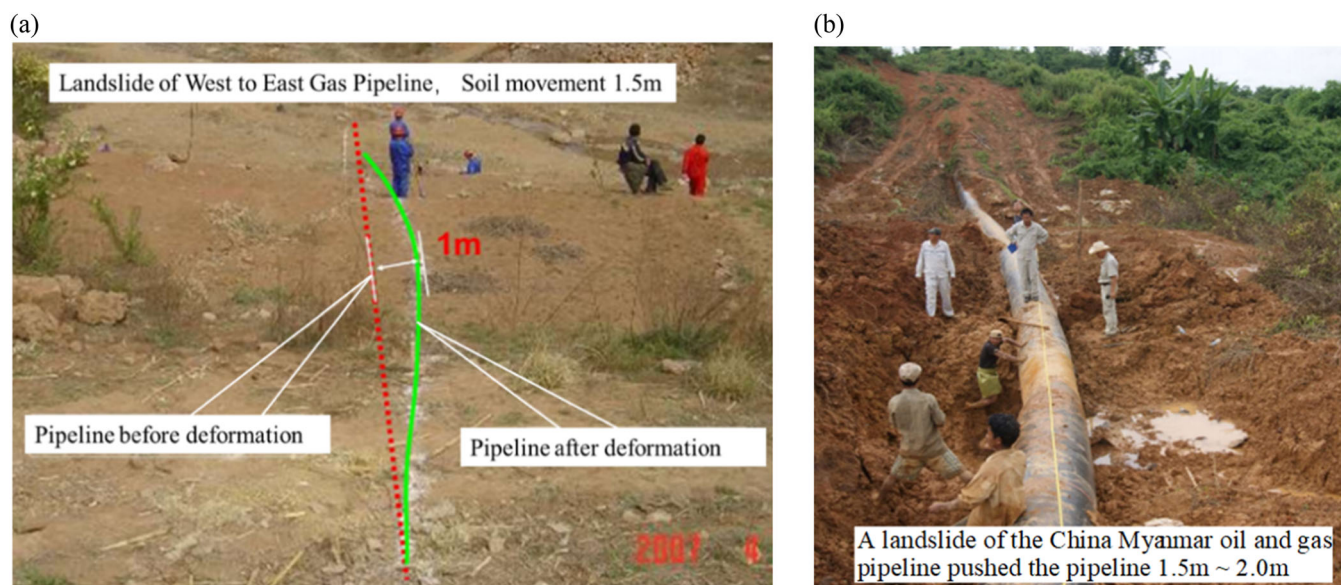 (a)
(b)
Landslide of West to East Gas Pipeline, Soil movement 1.5m
1m
Pipeline before deformation
Pipeline after deformation
2007 4
A landslide of the China Myanmar oil and gas
pipeline pushed the pipeline 1.5m ~ 2.0m